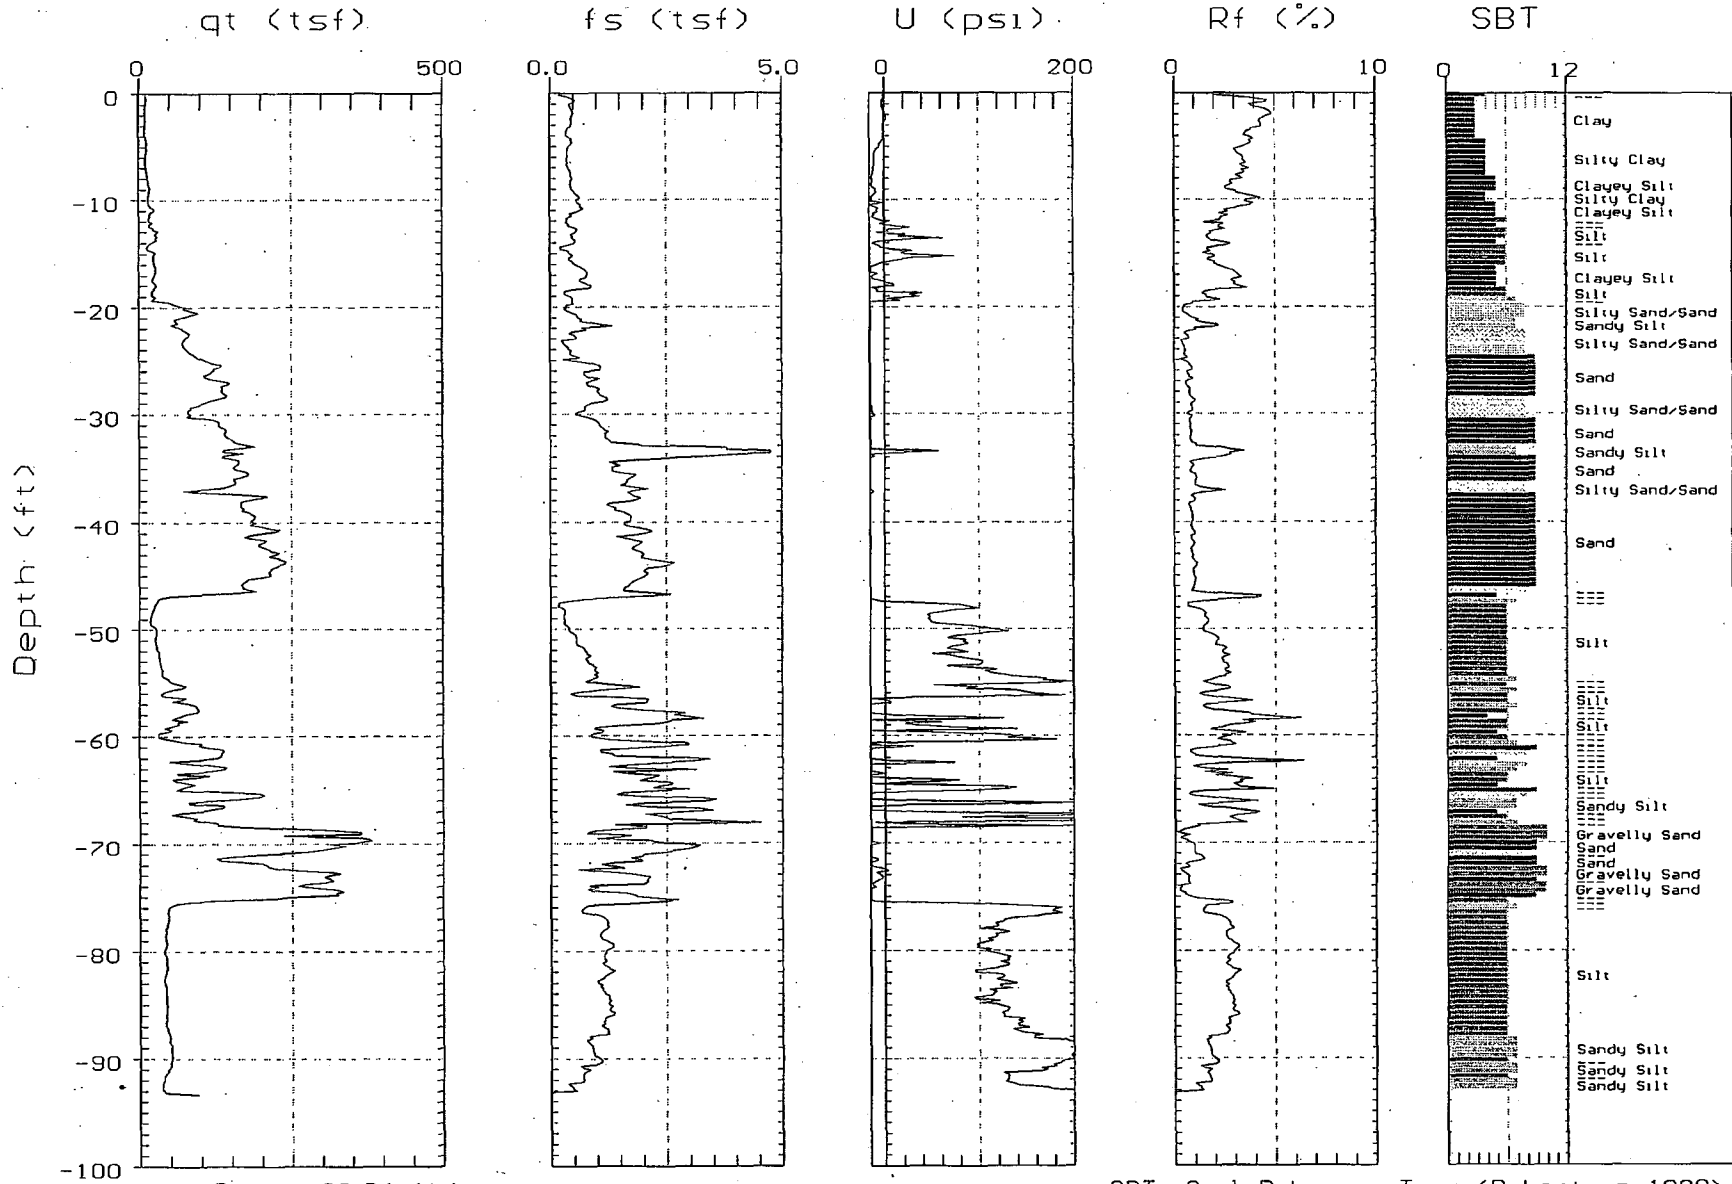 qt (tsf)
fs (tsf)
U (psi)
Rf (%)
SBT
0 500
0.0 5.0
0 200
0 10
0 12
Depth (ft)
0
-10
-20
-30
-40
-50
-60
-70
-80
-90
-100
Clay
Silty Clay
Clayey Silt
Silty Clay
Clayey Silt
Silt
Silt
Clayey Silt
Silt
Silty Sand/Sand
Sandy Silt
Silty Sand/Sand
Sand
Silty Sand/Sand
Sand
Sandy Silt
Sand
Silty Sand/Sand
Sand
Silt
Silt
Silt
Silt
Sandy Silt
Gravelly Sand
Sand
Sand
Gravelly Sand
Gravelly Sand
Silt
Sandy Silt
Sandy Silt
Sandy Silt